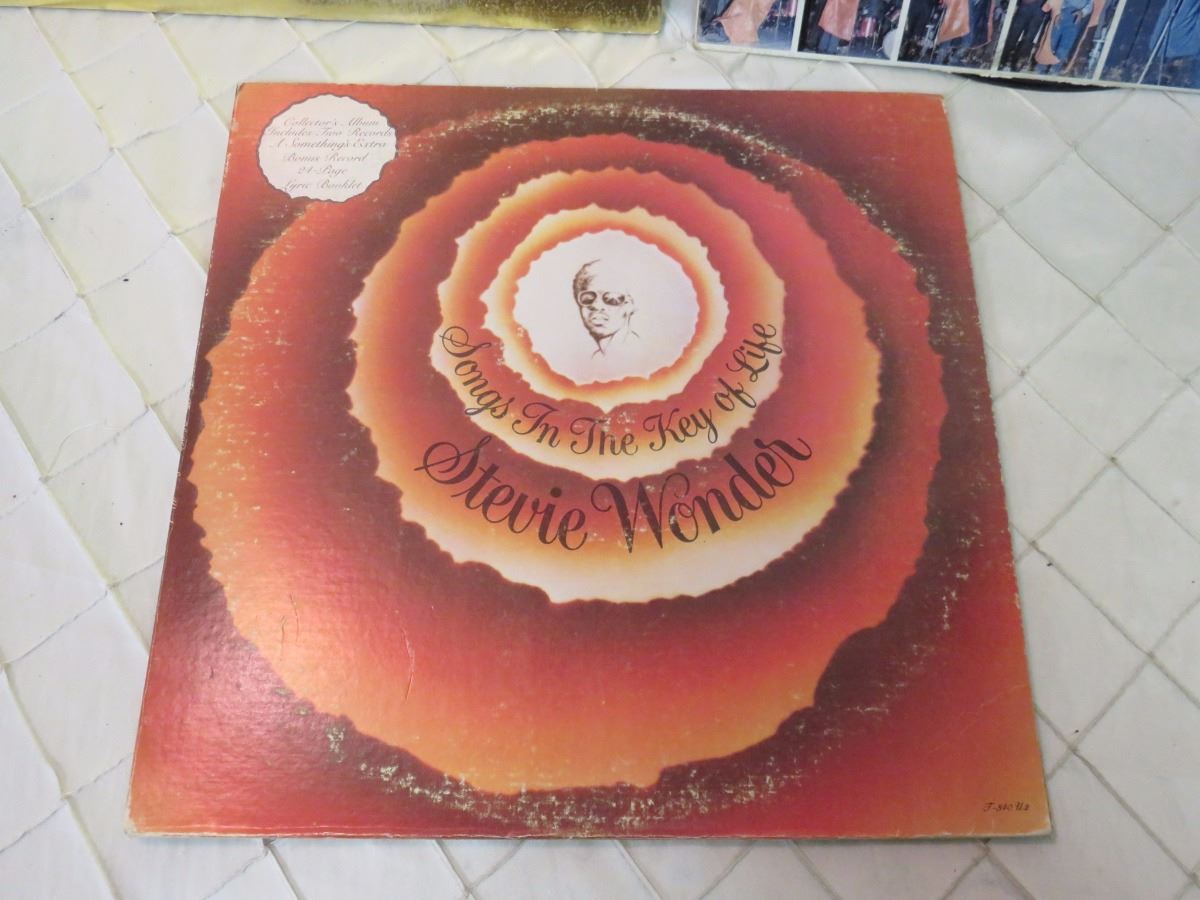 Collector's Album
Includes Two Records
A Something's Extra
Bonus Record
24-Page
Lyric Booklet
Songs In The Key of Life
Stevie Wonder